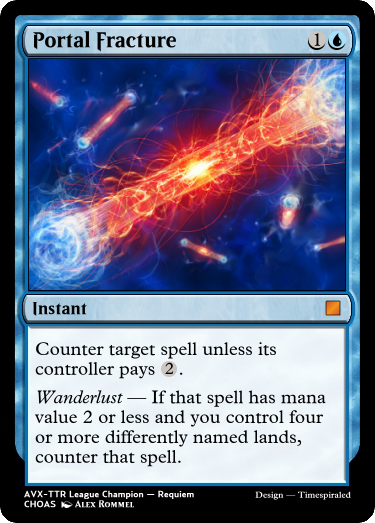 Portal Fracture 1
Instant
Counter target spell unless its
controller pays 2.
Wanderlust — If that spell has mana
value 2 or less and you control four
or more differently named lands,
counter that spell.
AVX-TTR League Champion — Requiem
CHOAS Alex Rommel
Design — Timespiraled